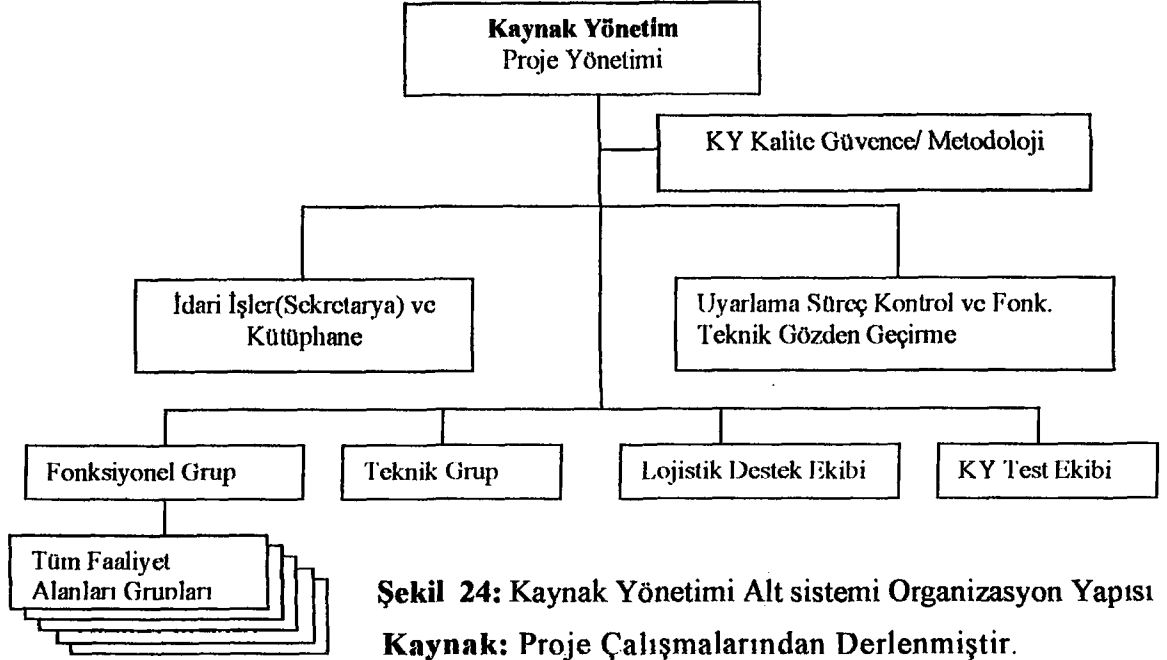 Kaynak Yönetim
Proje Yönetimi
KY Kalite Güvence/ Metodoloji
İdari İşler(Sekretarya) ve
Kütüphane
Uyarlama Süreç Kontrol ve Fonk.
Teknik Gözden Geçirme
Fonksiyonel Grup
Teknik Grup
Lojistik Destek Ekibi
KY Test Ekibi
Tüm Faaliyet
Alanları Grupları
Şekil 24: Kaynak Yönetimi Alt sistemi Organizasyon Yapısı
Kaynak: Proje Çalışmalarından Derlenmiştir.